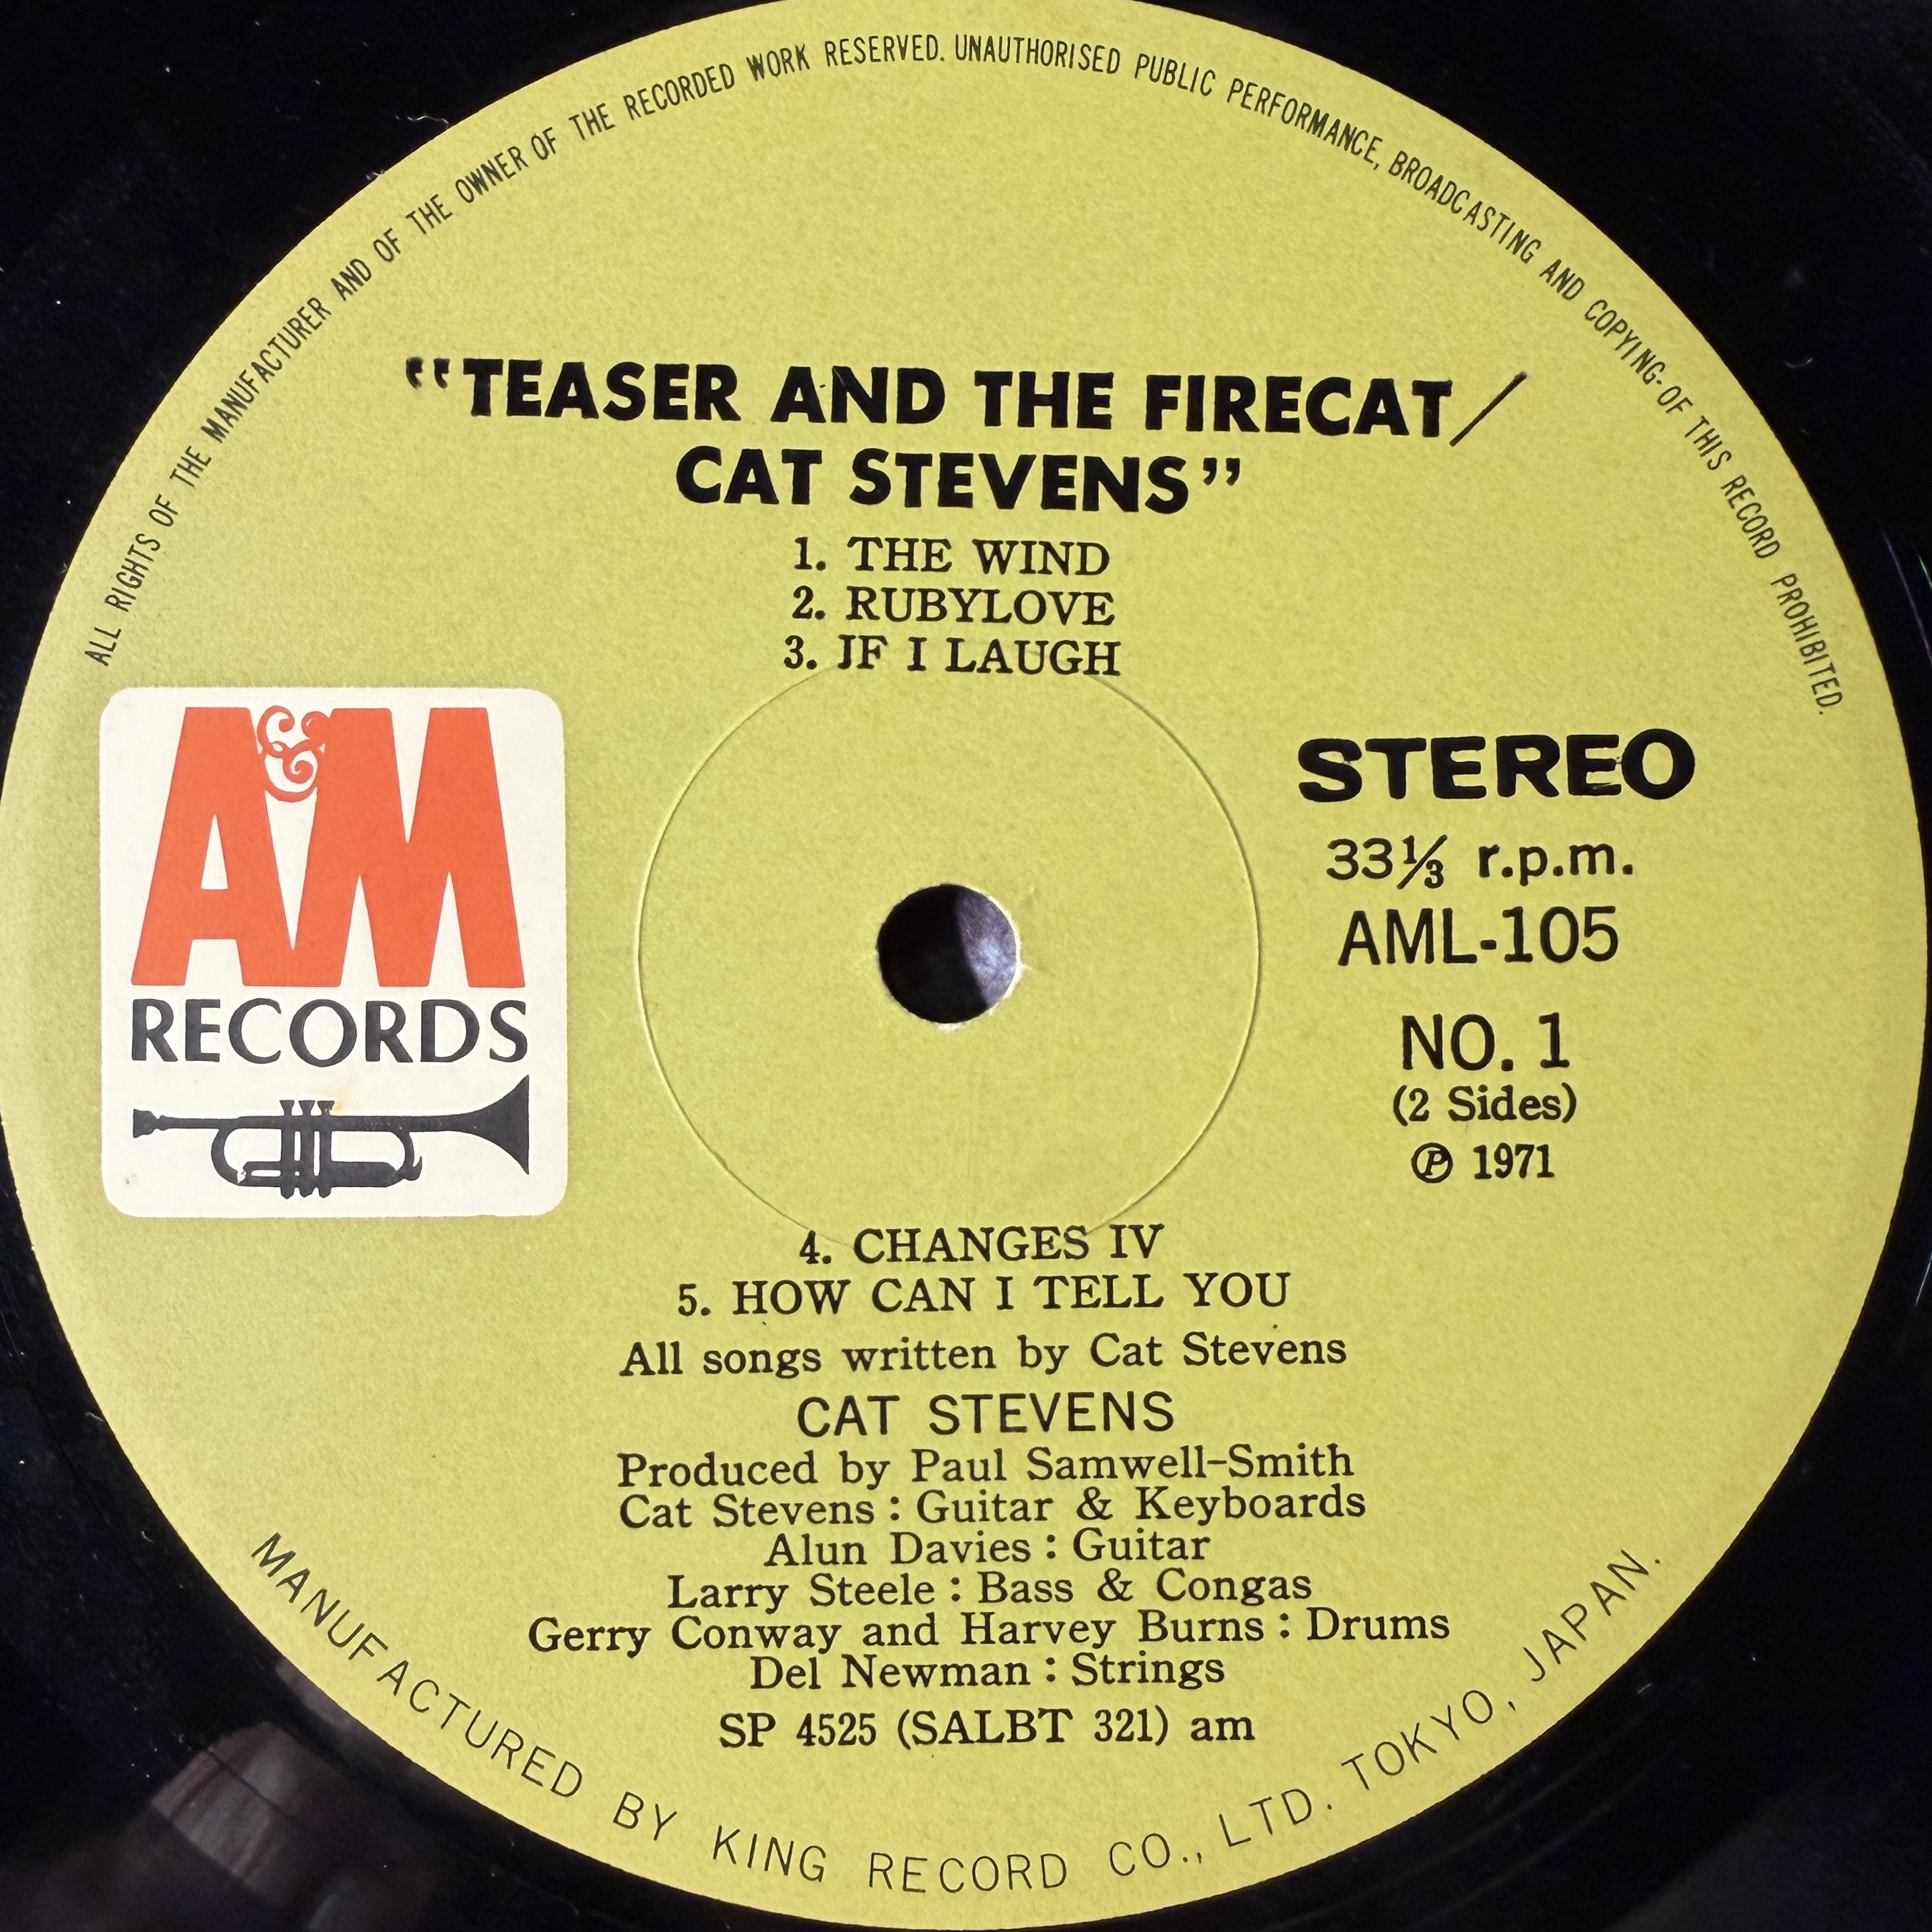 ALL RIGHTS OF THE MANUFACTURER AND OF THE OWNER OF THE RECORDED WORK RESERVED. UNAUTHORISED PUBLIC PERFORMANCE, BROADCASTING AND COPYING-OF THIS RECORD PROHIBITED.
“TEASER AND THE FIRECAT/
CAT STEVENS”
1. THE WIND
2. RUBYLOVE
3. IF I LAUGH
A&M
RECORDS
STEREO
33⅓ r.p.m.
AML-105
NO. 1
(2 Sides)
℗ 1971
4. CHANGES IV
5. HOW CAN I TELL YOU
All songs written by Cat Stevens
CAT STEVENS
Produced by Paul Samwell-Smith
Cat Stevens : Guitar & Keyboards
Alun Davies : Guitar
Larry Steele : Bass & Congas
Gerry Conway and Harvey Burns : Drums
Del Newman : Strings
SP 4525 (SALBT 321) am
MANUFACTURED BY KING RECORD CO., LTD. TOKYO, JAPAN.